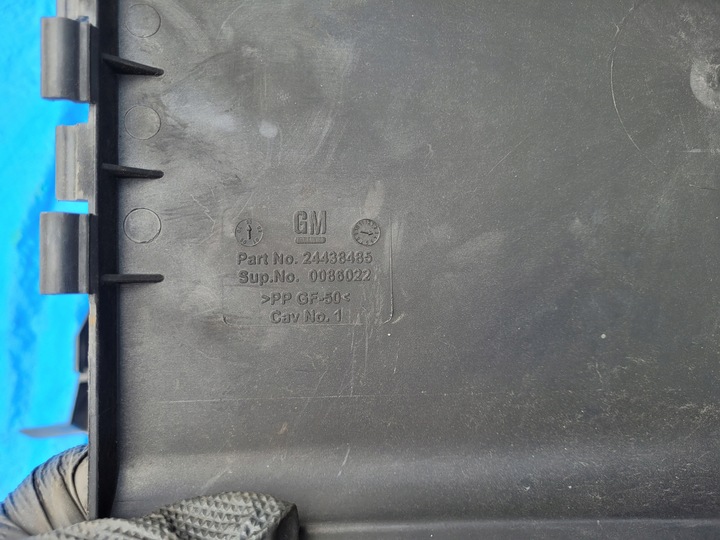 GM
Part No. 24438485
Sup.No. 0086022
>PP GF-50<
Cav No. 1